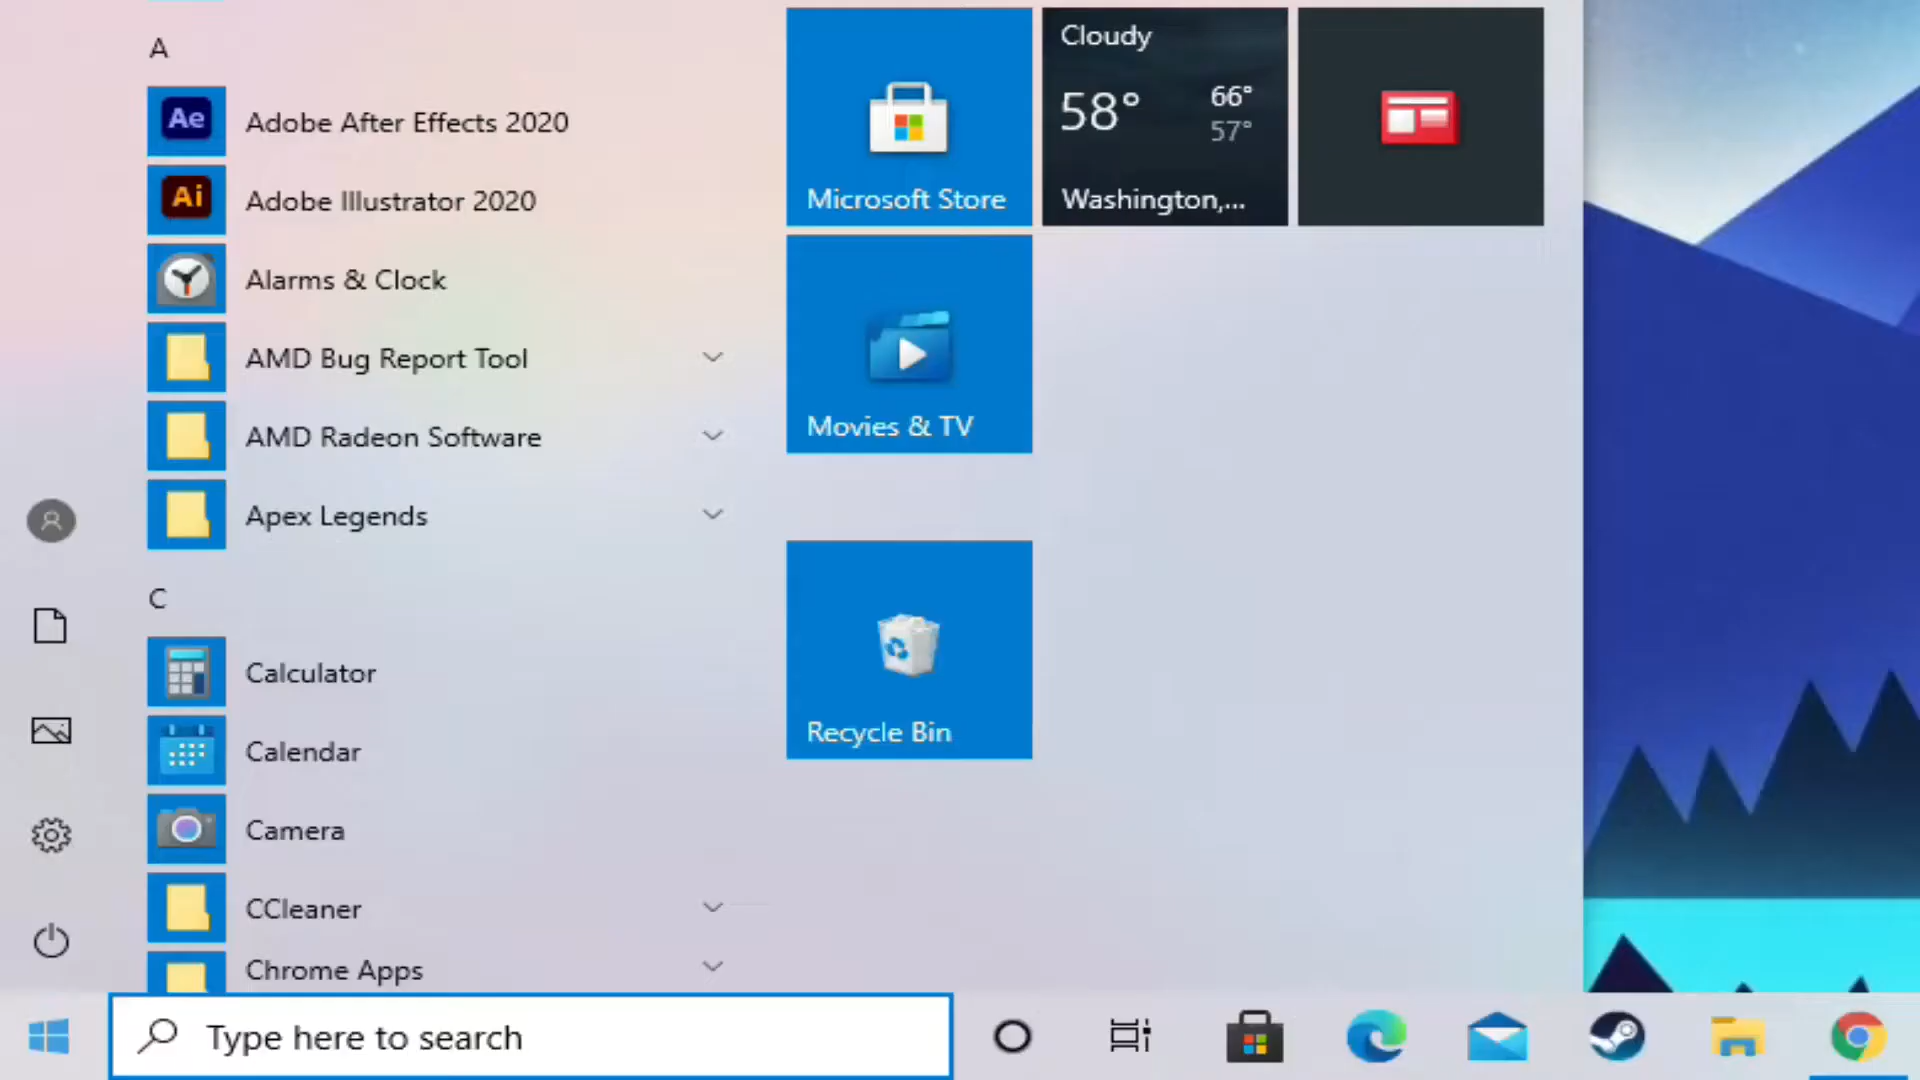 A
Ae
Adobe After Effects 2020
Ai
Adobe Illustrator 2020
Alarms & Clock
AMD Bug Report Tool
AMD Radeon Software
Apex Legends
C
Calculator
Calendar
Camera
CCleaner
Chrome Apps
Microsoft Store
Cloudy
58°
66°
57°
Washington,...
Movies & TV
Recycle Bin
Type here to search